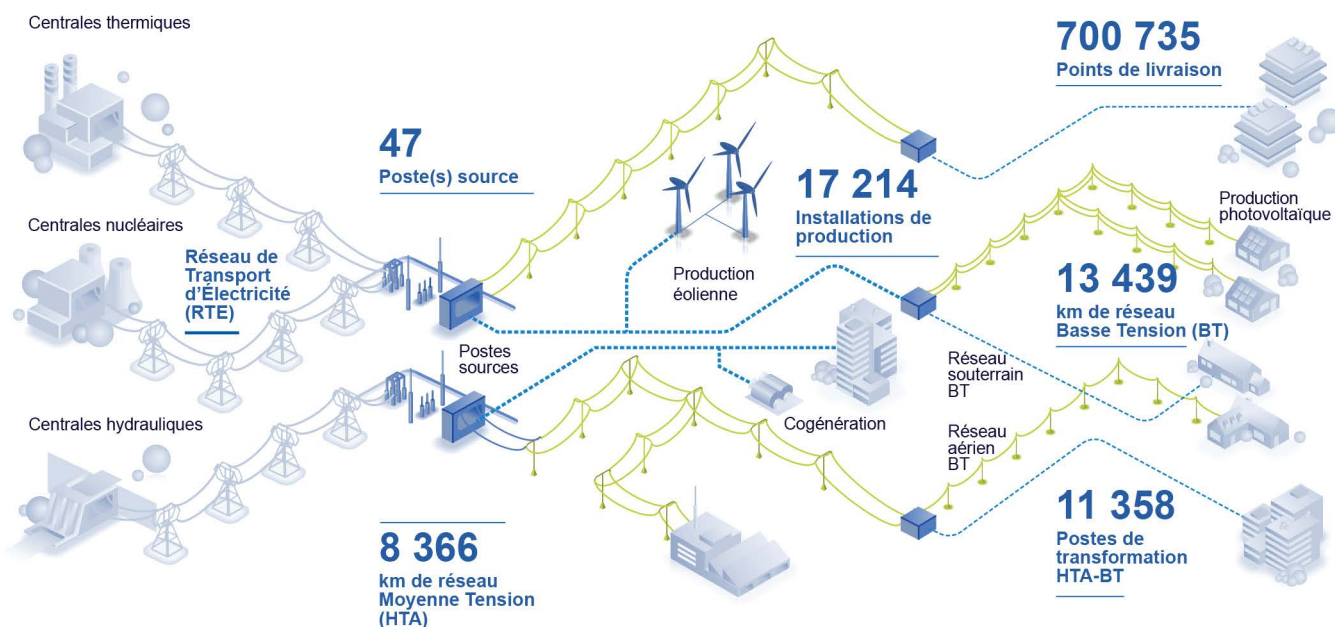 Centrales thermiques
700 735
Points de livraison
47
Poste(s) source
17 214
Installations de
production
Production
photovoltaïque
Centrales nucléaires
Réseau de
Transport
d'Électricité
(RTE)
Production
éolienne
13 439
km de réseau
Basse Tension (BT)
Postes
sources
Réseau
souterrain
BT
Centrales hydrauliques
Cogénération
Réseau
aérien
BT
8 366
km de réseau
Moyenne Tension
(HTA)
11 358
Postes de
transformation
HTA-BT